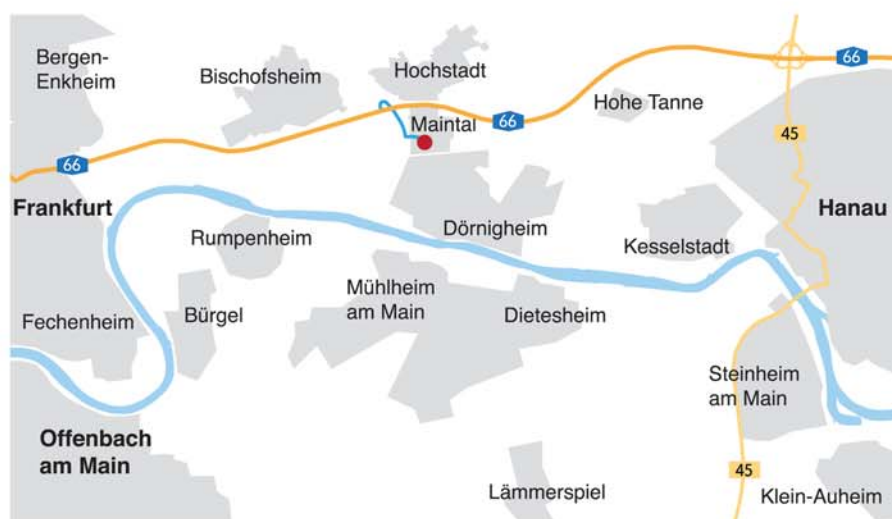 Bergen-
Enkheim
Bischofsheim
Hochstadt
66
Hohe Tanne
66
Maintal
45
66
Frankfurt
Hanau
Rumpenheim
Dörnigheim
Kesselstadt
Mühlheim
am Main
Fechenheim
Bürgel
Dietesheim
Steinheim
am Main
Offenbach
am Main
45
Lämmerspiel
Klein-Auheim